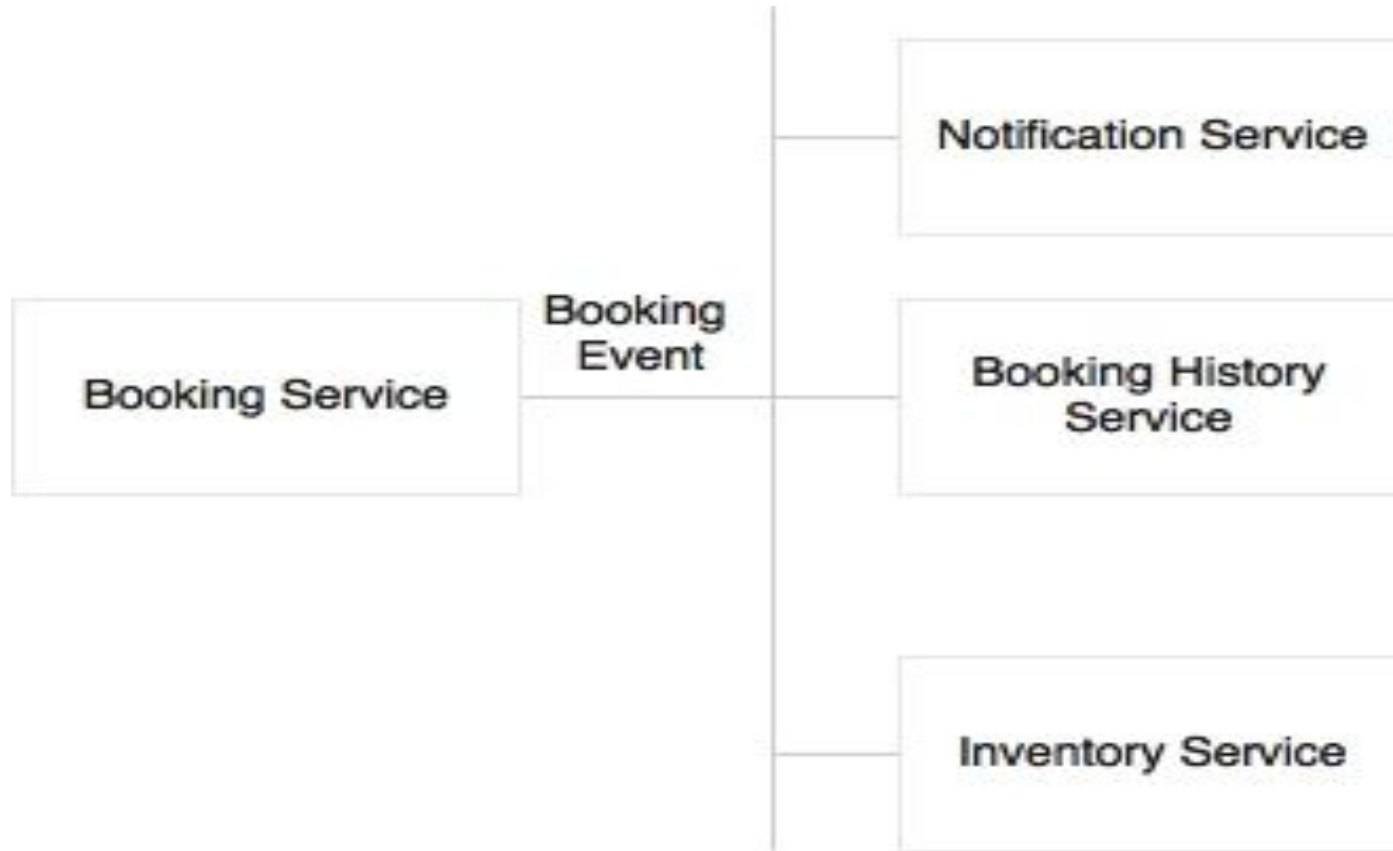 Notification Service
Booking
Event
Booking Service
Booking History
Service
Inventory Service